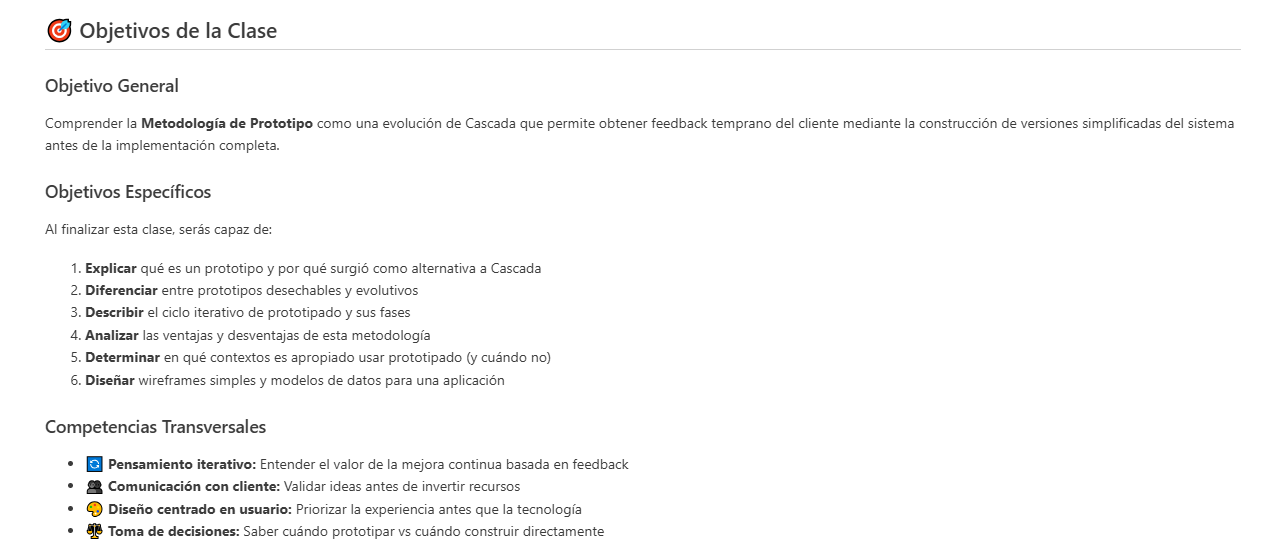 Objetivos de la Clase
Objetivo General
Comprender la Metodología de Prototipo como una evolución de Cascada que permite obtener feedback temprano del cliente mediante la construcción de versiones simplificadas del sistema
antes de la implementación completa.
Objetivos Específicos
Al finalizar esta clase, serás capaz de:
1. Explicar qué es un prototipo y por qué surgió como alternativa a Cascada
2. Diferenciar entre prototipos desechables y evolutivos
3. Describir el ciclo iterativo de prototipado y sus fases
4. Analizar las ventajas y desventajas de esta metodología
5. Determinar en qué contextos es apropiado usar prototipado (y cuándo no)
6. Diseñar wireframes simples y modelos de datos para una aplicación
Competencias Transversales
• Pensamiento iterativo: Entender el valor de la mejora continua basada en feedback
• Comunicación con cliente: Validar ideas antes de invertir recursos
• Diseño centrado en usuario: Priorizar la experiencia antes que la tecnología
• Toma de decisiones: Saber cuándo prototipar vs cuándo construir directamente